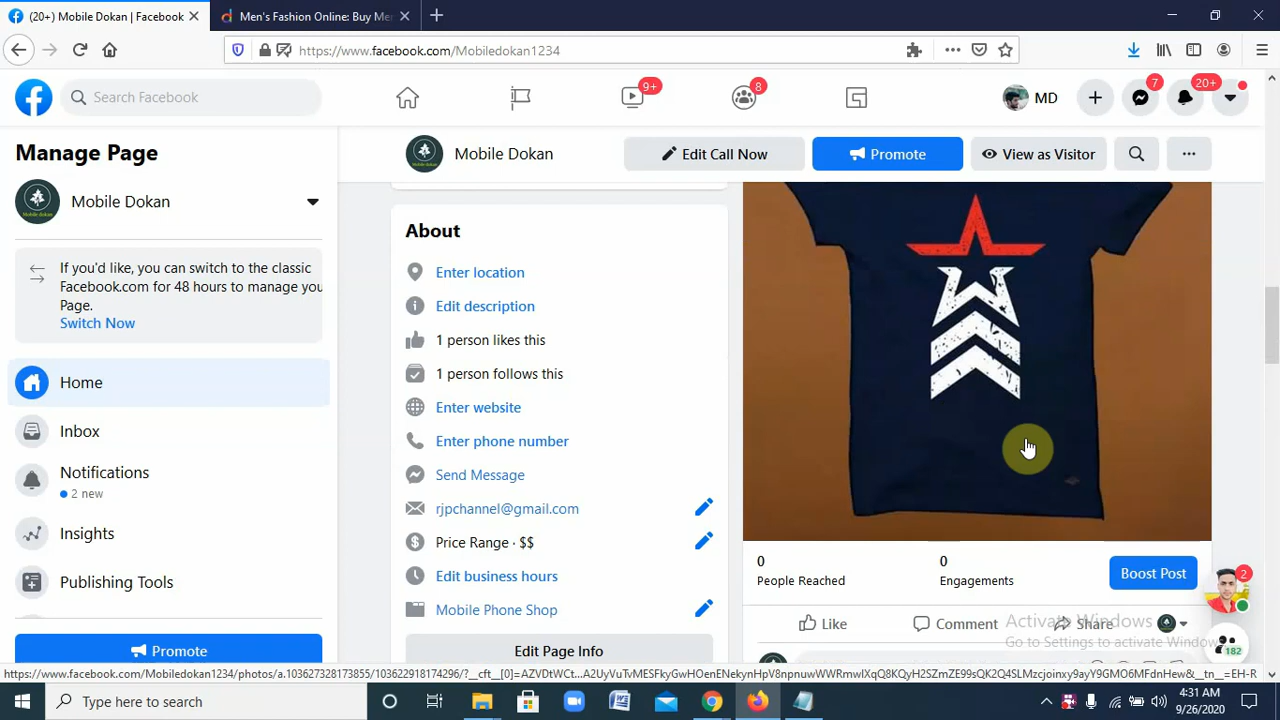 (20+) Mobile Dokan | Facebook
Men's Fashion Online: Buy Me
https://www.facebook.com/Mobiledokan1234
Search Facebook
9+
8
MD
7
20+
Manage Page
Mobile Dokan
Edit Call Now
Promote
View as Visitor
Mobile Dokan
If you'd like, you can switch to the classic
Facebook.com for 48 hours to manage you
Page.
Switch Now
Home
Inbox
Notifications
2 new
Insights
Publishing Tools
Promote
About
Enter location
Edit description
1 person likes this
1 person follows this
Enter website
Enter phone number
Send Message
rjpchannel@gmail.com
Price Range · $$
Edit business hours
Mobile Phone Shop
Edit Page Info
0
People Reached
0
Engagements
Boost Post
2
Like
Comment
Share
Activate Windows
Go to Settings to activate Window
182
Type here to search
4:31 AM
9/26/2020